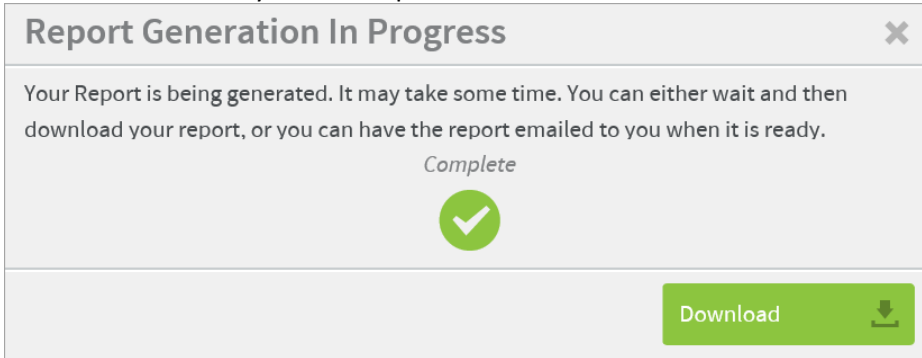 Report Generation In Progress
Your Report is being generated. It may take some time. You can either wait and then
download your report, or you can have the report emailed to you when it is ready.
Complete
Download